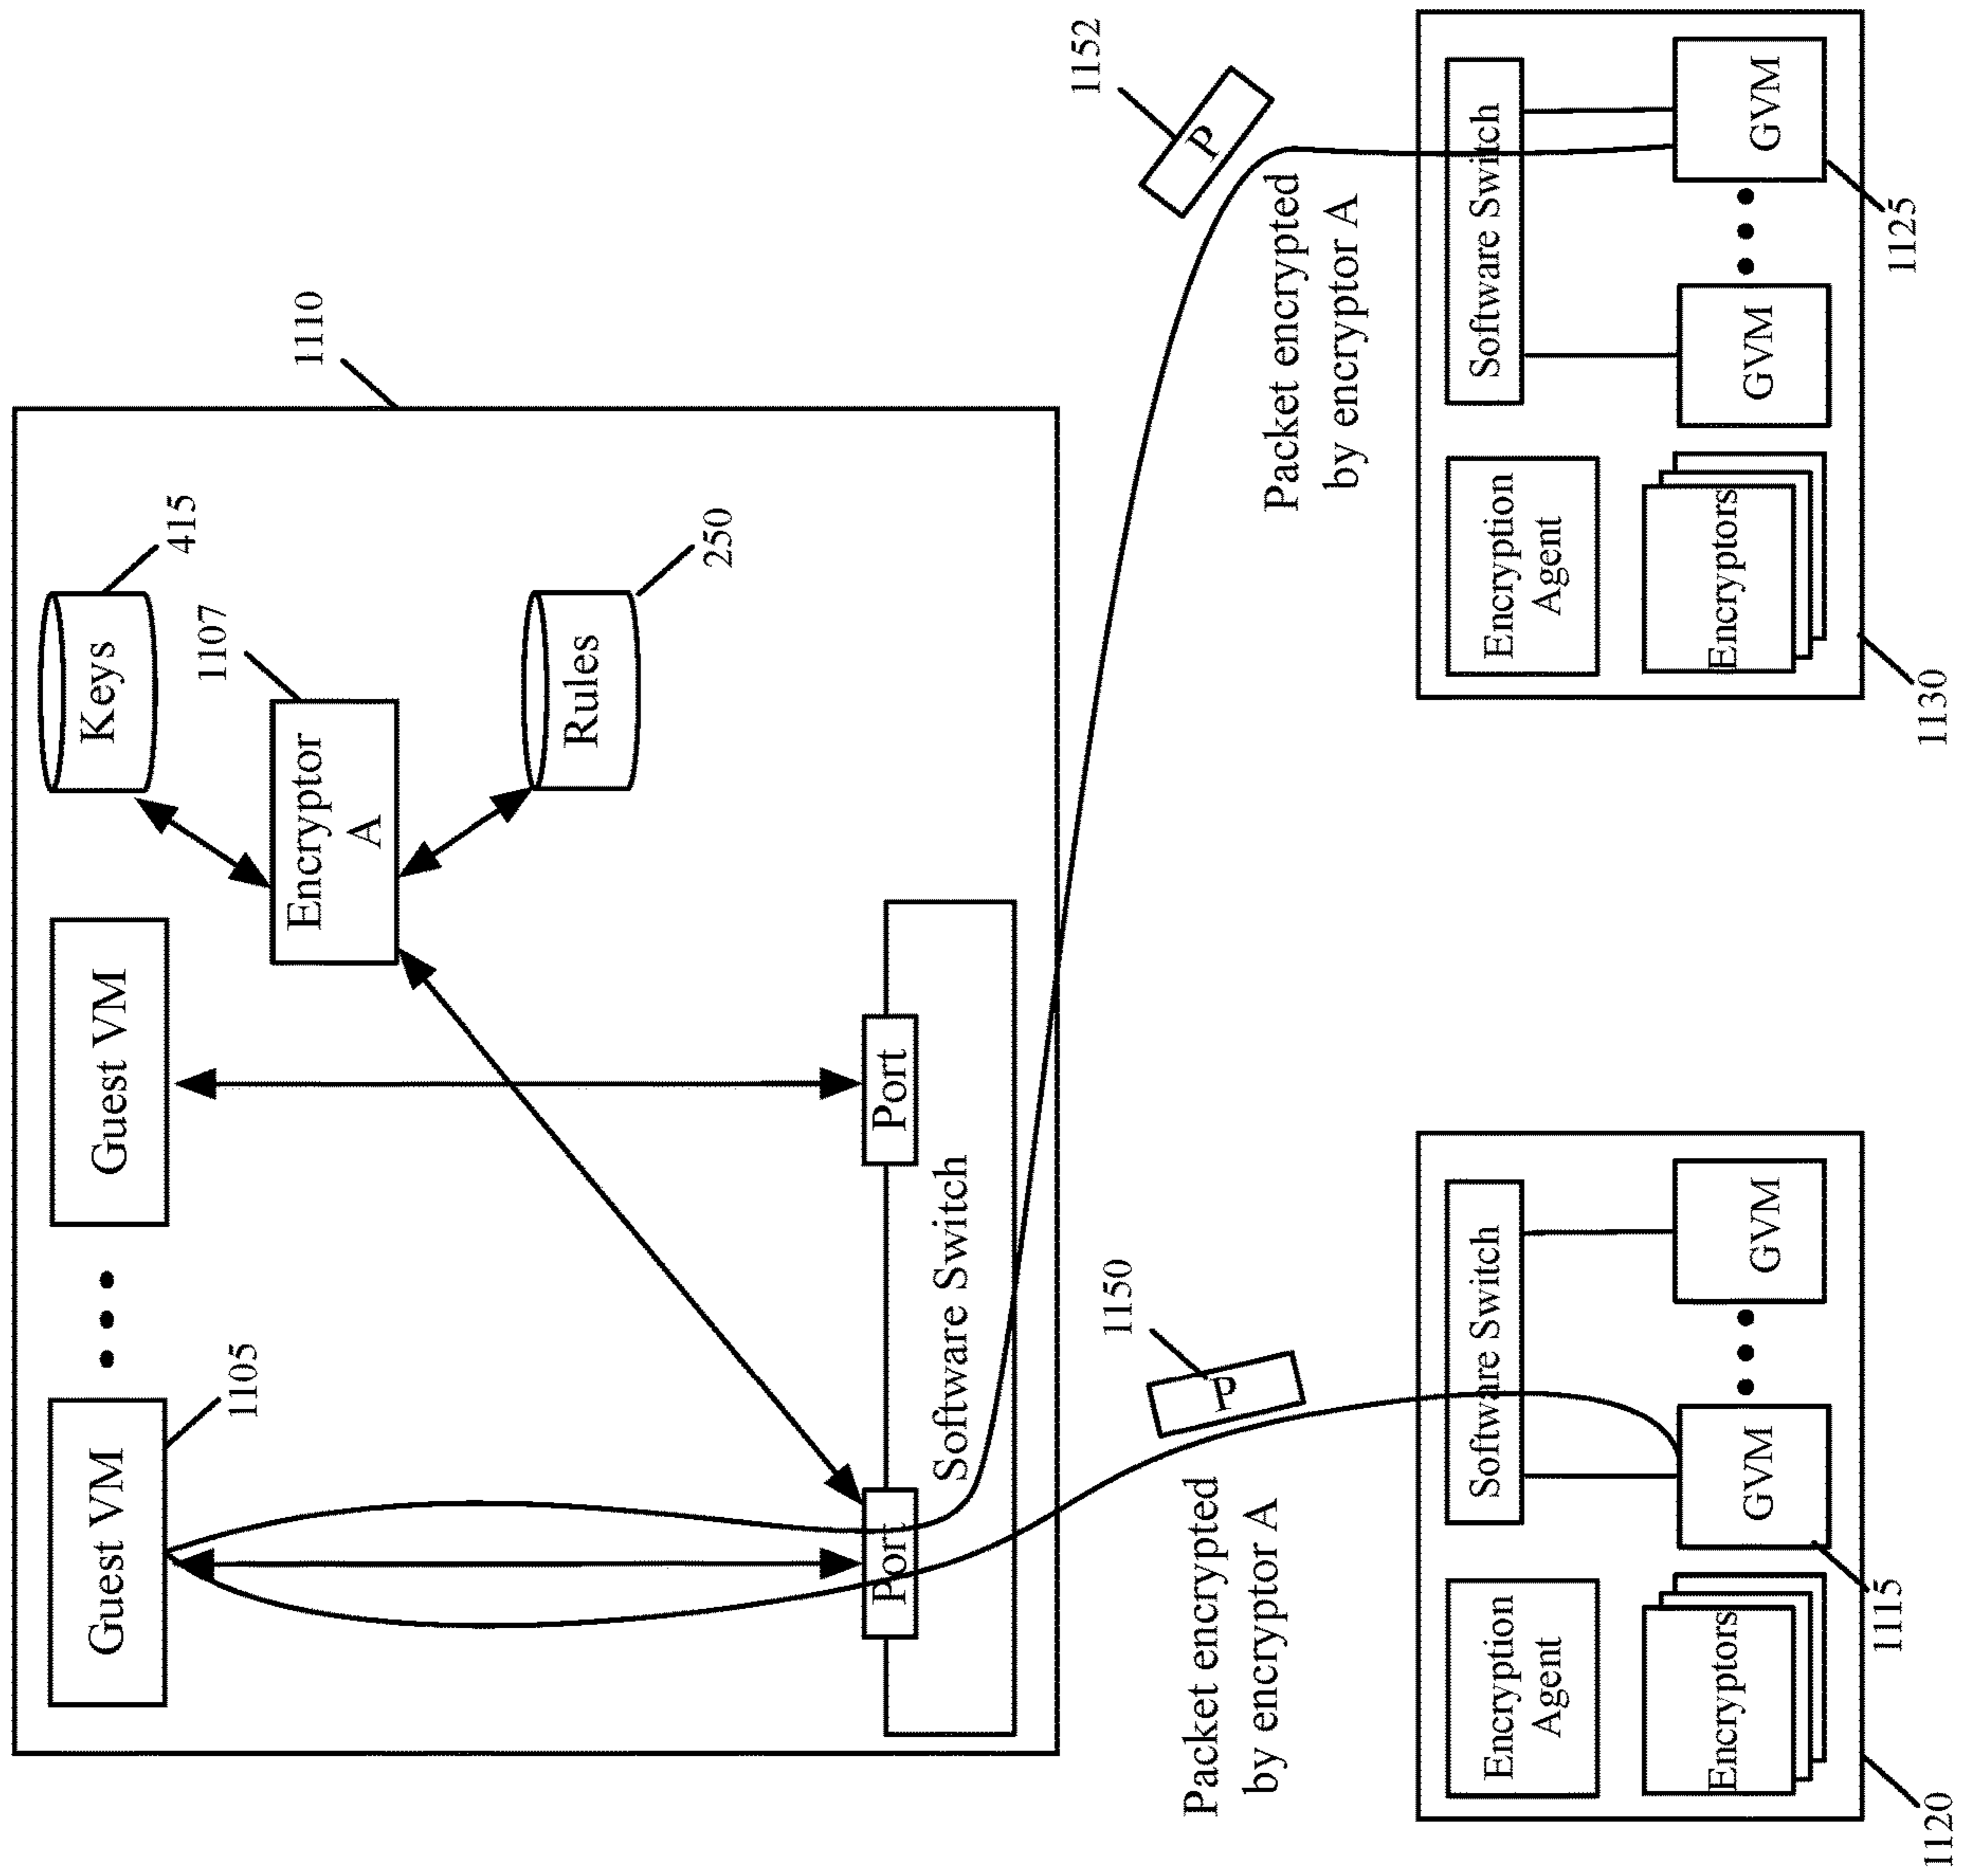 1110
Guest VM
Guest VM
Keys
415
1105
1107
Encryptor
A
Rules
250
Port
Port
Software Switch
1150
P
Packet encrypted
by encryptor A
1152
P
Packet encrypted
by encryptor A
Encryption
Agent
Software Switch
Encryptors
GVM
GVM
1120
1115
Encryption
Agent
Software Switch
Encryptors
GVM
GVM
1130
1125